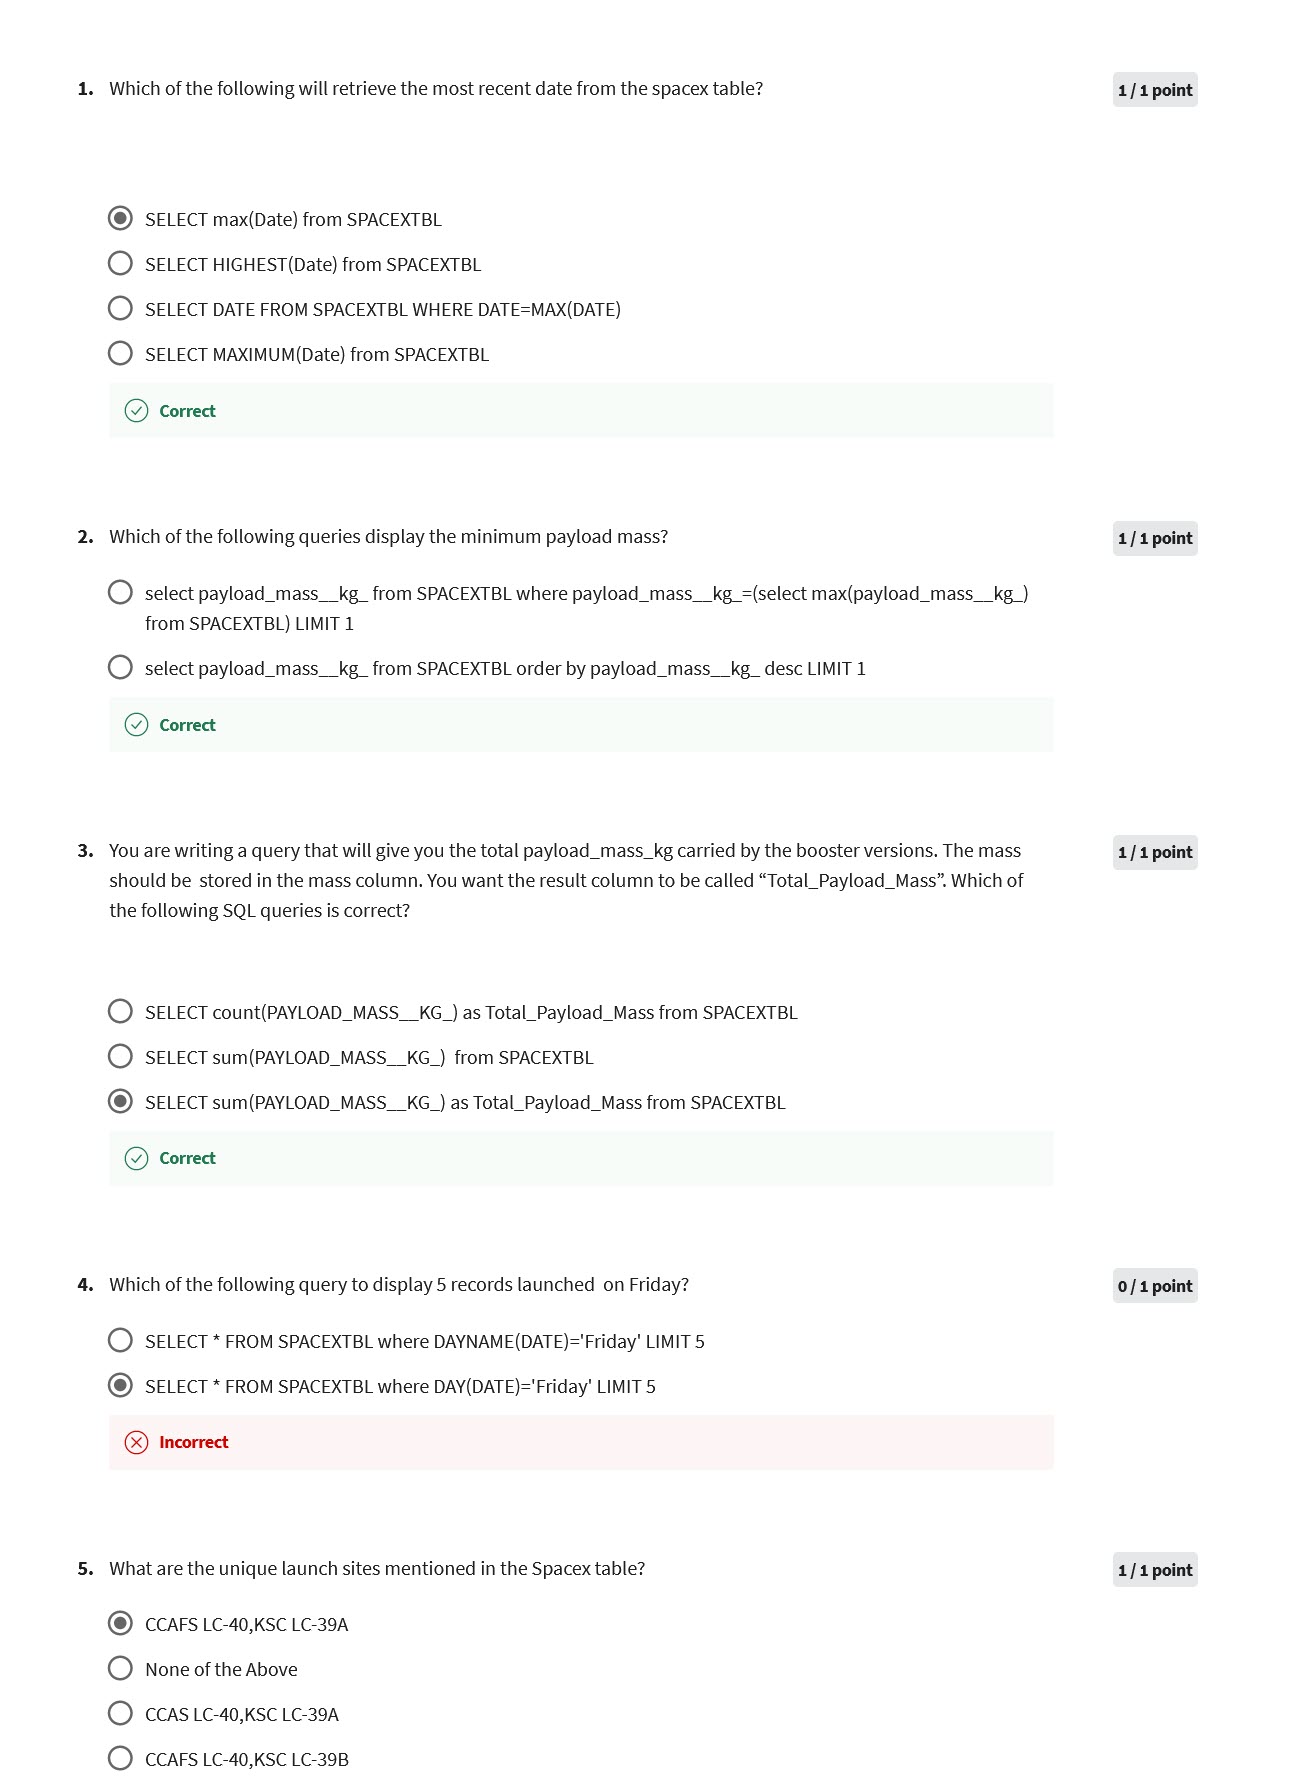 1. Which of the following will retrieve the most recent date from the spacex table?
1 / 1 point
SELECT max(Date) from SPACEXTBL
SELECT HIGHEST(Date) from SPACEXTBL
SELECT DATE FROM SPACEXTBL WHERE DATE=MAX(DATE)
SELECT MAXIMUM(Date) from SPACEXTBL
Correct
2. Which of the following queries display the minimum payload mass?
1 / 1 point
select payload_mass__kg_ from SPACEXTBL where payload_mass__kg_=(select max(payload_mass__kg_)
from SPACEXTBL) LIMIT 1
select payload_mass__kg_ from SPACEXTBL order by payload_mass__kg_ desc LIMIT 1
Correct
3. You are writing a query that will give you the total payload_mass_kg carried by the booster versions. The mass
1 / 1 point
should be  stored in the mass column. You want the result column to be called “Total_Payload_Mass”. Which of
the following SQL queries is correct?
SELECT count(PAYLOAD_MASS__KG_) as Total_Payload_Mass from SPACEXTBL
SELECT sum(PAYLOAD_MASS__KG_)  from SPACEXTBL
SELECT sum(PAYLOAD_MASS__KG_) as Total_Payload_Mass from SPACEXTBL
Correct
4. Which of the following query to display 5 records launched  on Friday?
0 / 1 point
SELECT * FROM SPACEXTBL where DAYNAME(DATE)='Friday' LIMIT 5
SELECT * FROM SPACEXTBL where DAY(DATE)='Friday' LIMIT 5
Incorrect
5. What are the unique launch sites mentioned in the Spacex table?
1 / 1 point
CCAFS LC-40,KSC LC-39A
None of the Above
CCAS LC-40,KSC LC-39A
CCAFS LC-40,KSC LC-39B